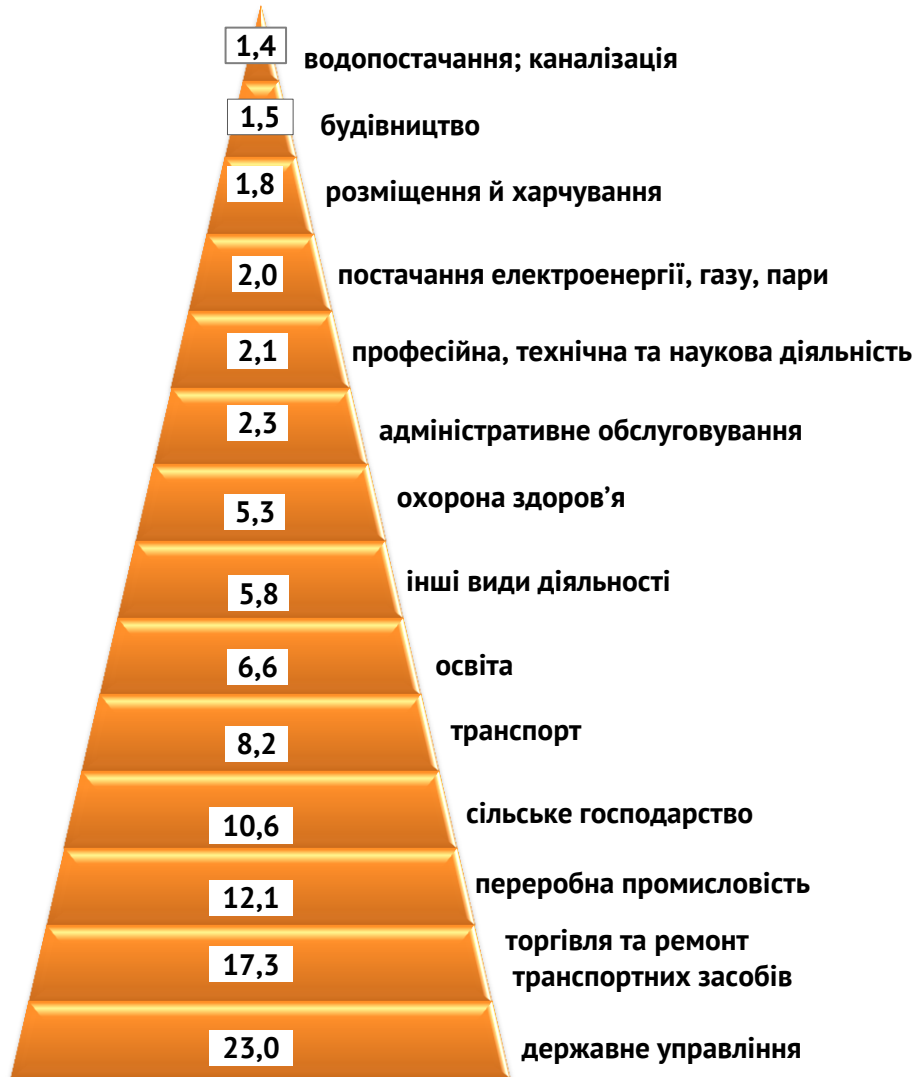 1,4 водопостачання; каналізація
1,5 будівництво
1,8 розміщення й харчування
2,0 постачання електроенергії, газу, пари
2,1 професійна, технічна та наукова діяльність
2,3 адміністративне обслуговування
5,3 охорона здоров’я
5,8 інші види діяльності
6,6 освіта
8,2 транспорт
10,6 сільське господарство
12,1 переробна промисловість
17,3 торгівля та ремонт
транспортних засобів
23,0 державне управління